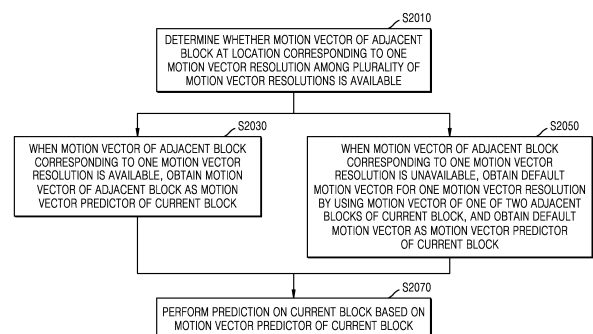 S2010
DETERMINE WHETHER MOTION VECTOR OF ADJACENT
BLOCK AT LOCATION CORRESPONDING TO ONE
MOTION VECTOR RESOLUTION AMONG PLURALITY OF
MOTION VECTOR RESOLUTIONS IS AVAILABLE
S2030
WHEN MOTION VECTOR OF ADJACENT BLOCK
CORRESPONDING TO ONE MOTION VECTOR
RESOLUTION IS AVAILABLE, OBTAIN MOTION
VECTOR OF ADJACENT BLOCK AS MOTION
VECTOR PREDICTOR OF CURRENT BLOCK
S2050
WHEN MOTION VECTOR OF ADJACENT BLOCK
CORRESPONDING TO ONE MOTION VECTOR
RESOLUTION IS UNAVAILABLE, OBTAIN DEFAULT
MOTION VECTOR FOR ONE MOTION VECTOR RESOLUTION
BY USING MOTION VECTOR OF ONE OF TWO ADJACENT
BLOCKS OF CURRENT BLOCK, AND OBTAIN DEFAULT
MOTION VECTOR AS MOTION VECTOR PREDICTOR
OF CURRENT BLOCK
S2070
PERFORM PREDICTION ON CURRENT BLOCK BASED ON
MOTION VECTOR PREDICTOR OF CURRENT BLOCK